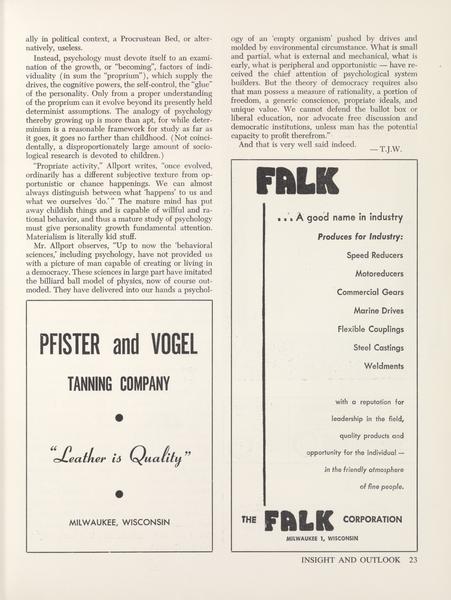 ally in political context, a Procrustean Bed, or alter-
natively, useless.
Instead, psychology must devote itself to an exami-
nation of the growth, or "becoming", factors of indi-
viduality (in sum the "proprium"), which supply the
drives, the cognitive powers, the self-control, the "glue"
of the personality. Only from a proper understanding
of the proprium can it evolve beyond its presently held
determinist assumptions. The analogy of psychology
thereby growing up is more than apt, for while deter-
minism is a reasonable framework for study as far as
it goes, it goes no farther than childhood. (Not coinci-
dentally, a disproportionately large amount of socio-
logical research is devoted to children.)
"Propriate activity," Allport writes, "once evolved,
ordinarily has a different subjective texture from op-
portunistic or chance happenings. We can almost
always distinguish between what 'happens' to us and
what we ourselves 'do.'" The mature mind has put
away childish things and is capable of willful and ra-
tional behavior, and thus a mature study of psychology
must give personality growth fundamental attention.
Materialism is literally kid stuff.
Mr. Allport observes, "Up to now the 'behavioral
sciences,' including psychology, have not provided us
with a picture of man capable of creating or living in
a democracy. These sciences in large part have imitated
the billiard ball model of physics, now of course out-
moded. They have delivered into our hands a psychol-
PFISTER and VOGEL
TANNING COMPANY
"Leather is Quality"
MILWAUKEE, WISCONSIN
ogy of an 'empty organism' pushed by drives and
molded by environmental circumstance. What is small
and partial, what is external and mechanical, what is
early, what is peripheral and opportunistic — have re-
ceived the chief attention of psychological system
builders. But the theory of democracy requires also
that man possess a measure of rationality, a portion of
freedom, a generic conscience, propriate ideals, and
unique value. We cannot defend the ballot box or
liberal education, nor advocate free discussion and
democratic institutions, unless man has the potential
capacity to profit therefrom."
And that is very well said indeed.
— T.J.W.
FALK
...A good name in industry
Produces for Industry:
Speed Reducers
Motoreducers
Commercial Gears
Marine Drives
Flexible Couplings
Steel Castings
Weldments
with a reputation for
leadership in the field,
quality products and
opportunity for the individual —
in the friendly atmosphere
of fine people.
THE FALK CORPORATION
MILWAUKEE 1, WISCONSIN
INSIGHT AND OUTLOOK 23